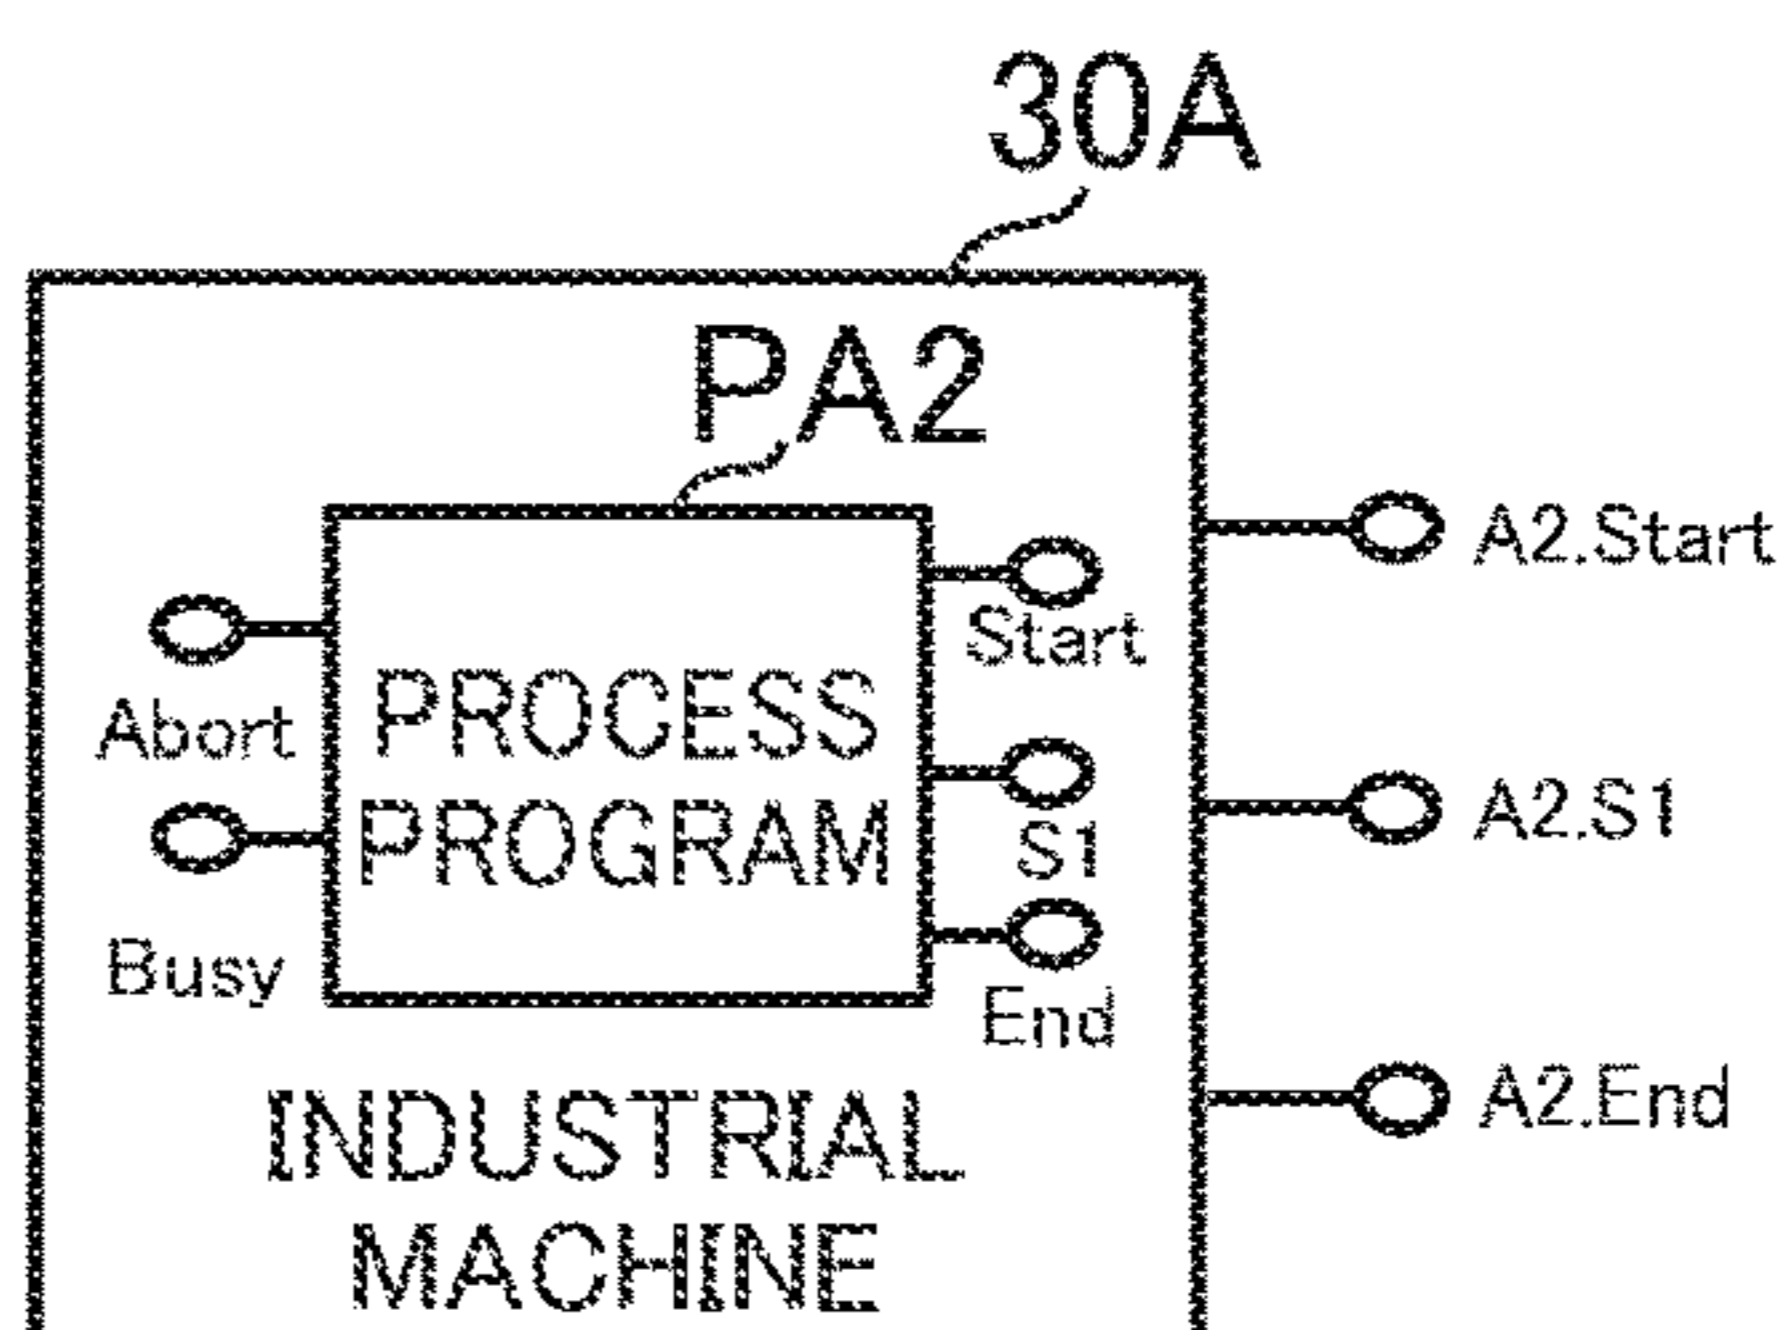 30A
PA2
A2.Start
Start
Abort
PROCESS
PROGRAM
S1
A2.S1
Busy
End
A2.End
INDUSTRIAL
MACHINE